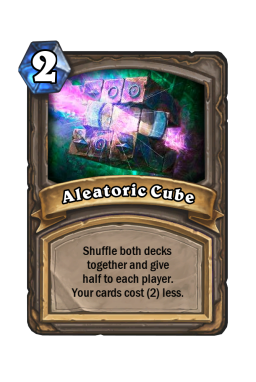 2
Aleatoric Cube
Shuffle both decks
together and give
half to each player.
Your cards cost (2) less.